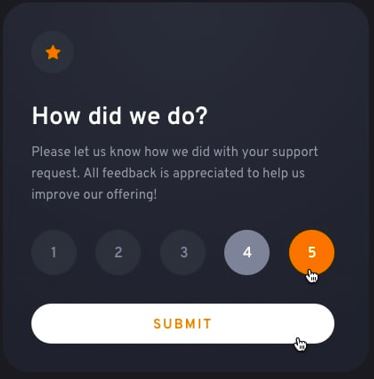 How did we do?
Please let us know how we did with your support
request. All feedback is appreciated to help us
improve our offering!
1 2 3 4 5
SUBMIT